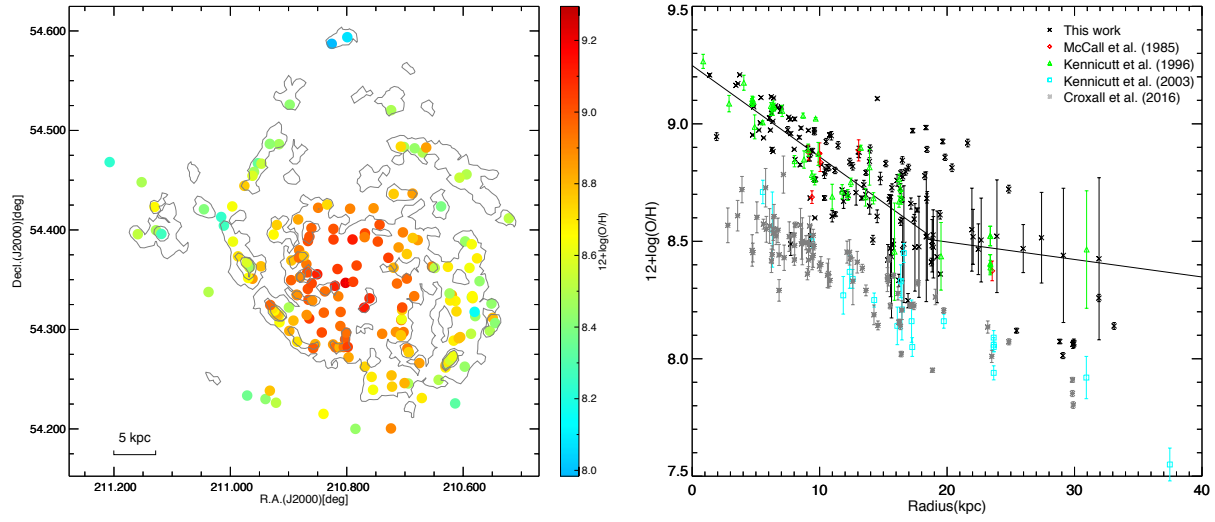 54.600
54.500
54.400
54.300
54.200
Decl.(J2000)[deg]
5 kpc
211.200
211.000
210.800
210.600
R.A.(J2000)[deg]
9.2
9.0
8.8
8.6
8.4
8.2
8.0
12+log(O/H)
9.5
9.0
8.5
8.0
7.5
12+log(O/H)
This work
McCall et al. (1985)
Kennicutt et al. (1996)
Kennicutt et al. (2003)
Croxall et al. (2016)
0
10
20
30
40
Radius(kpc)